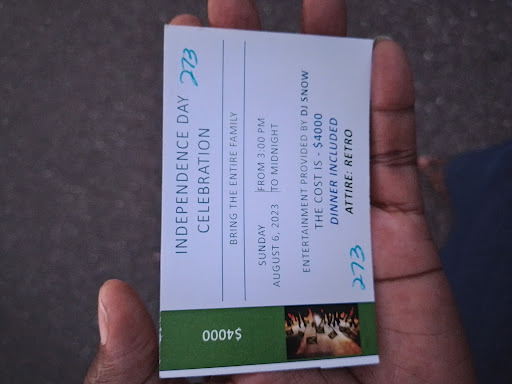 INDEPENDENCE DAY
CELEBRATION
273
BRING THE ENTIRE FAMILY
SUNDAY FROM 3:00 PM
AUGUST 6, 2023 TO MIDNIGHT
ENTERTAINMENT PROVIDED BY DJ SNOW
THE COST IS - $4000
DINNER INCLUDED
ATTIRE: RETRO
273
$4000